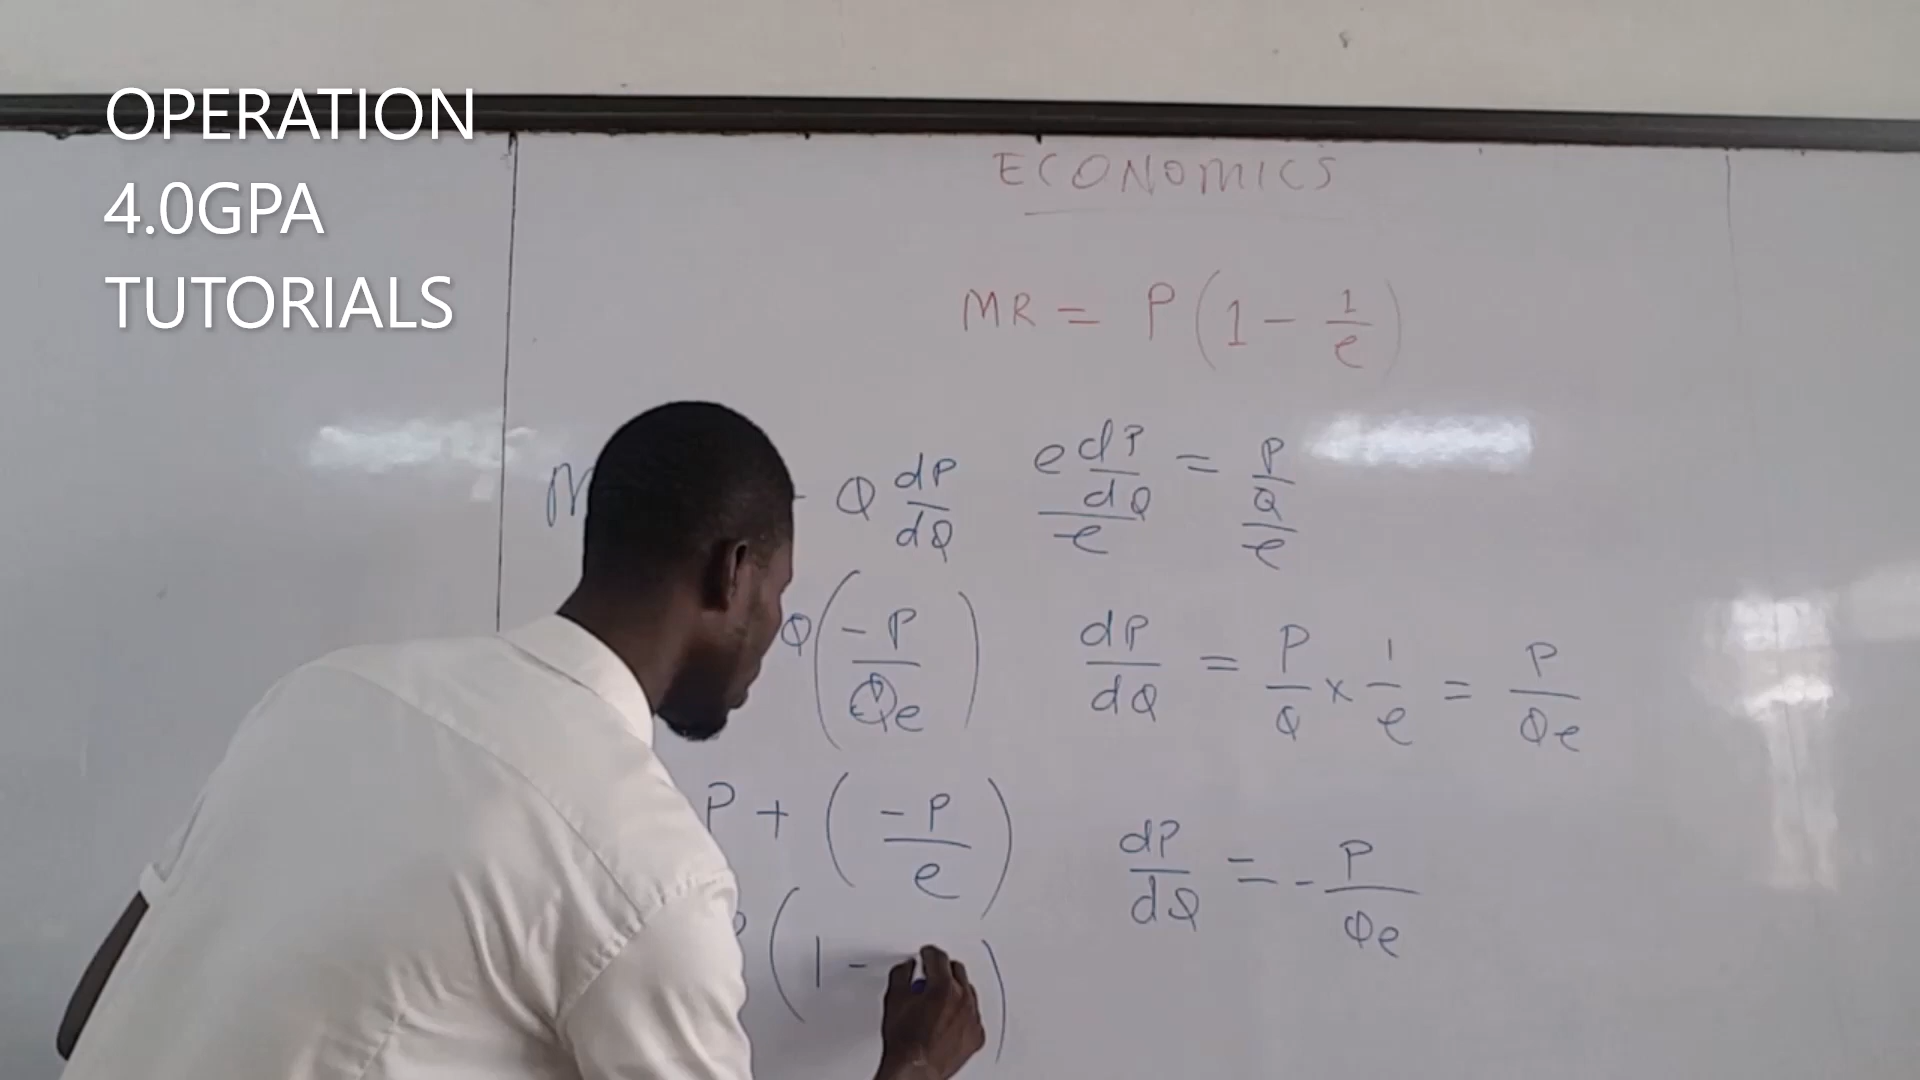 OPERATION
4.0GPA
TUTORIALS
ECONOMICS
MR = P(1 - 1/e)
Q dP/dQ
e dP/dQ / e = P/Q / e
Q(-P/Qe)
dP/dQ = P/Q x 1/e = P/Qe
P + (-P/e)
dP/dQ = - P/Qe
(1 - )